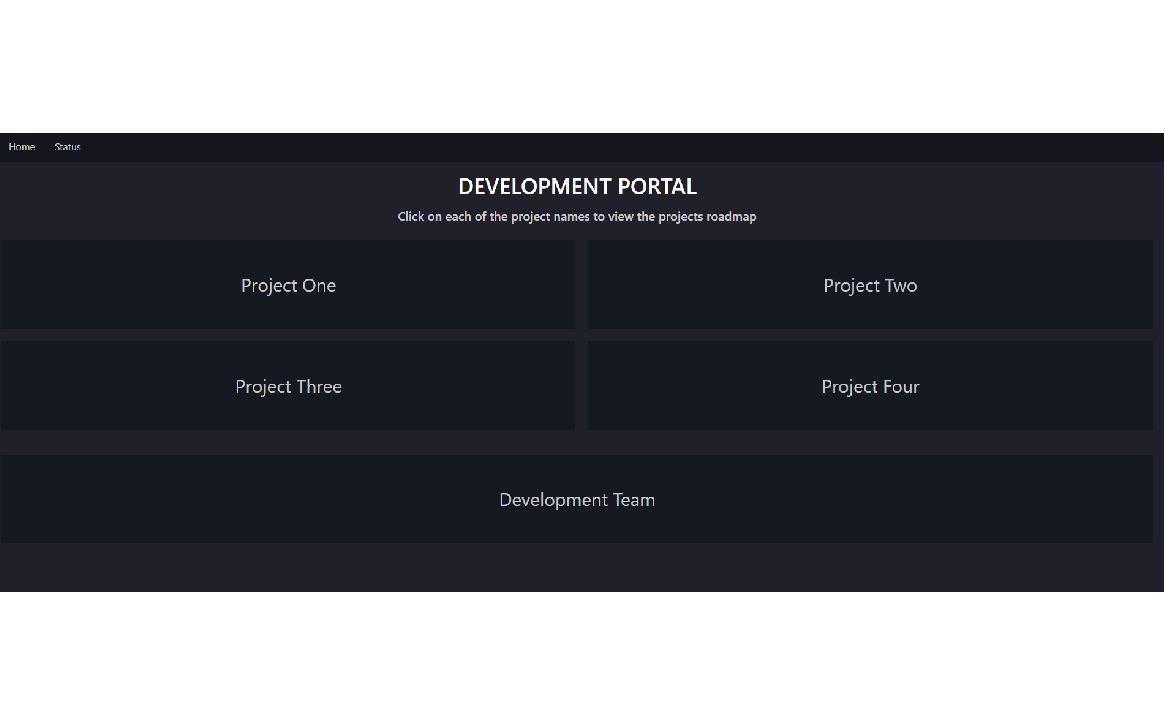 Home Status
DEVELOPMENT PORTAL
Click on each of the project names to view the projects roadmap
Project One
Project Two
Project Three
Project Four
Development Team